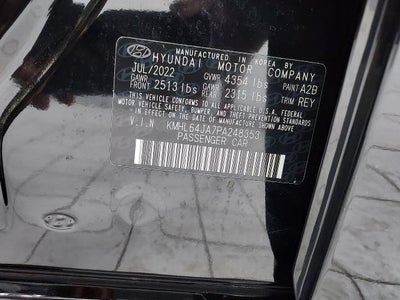 MANUFACTURED IN KOREA BY
HYUNDAI MOTOR COMPANY
JUL/2022 GVWR 4354 lbs PAINT A2B
GAWR FRONT 2513 lbs GAWR REAR 2315 lbs TRIM REY
THIS VEHICLE CONFORMS TO ALL APPLICABLE U.S. FEDERAL
MOTOR VEHICLE SAFETY, BUMPER, AND THEFT PREVENTION STANDARDS
IN EFFECT ON THE DATE OF MANUFACTURE SHOWN ABOVE.
V.I.N KMHL64JA7PA248353
PASSENGER CAR